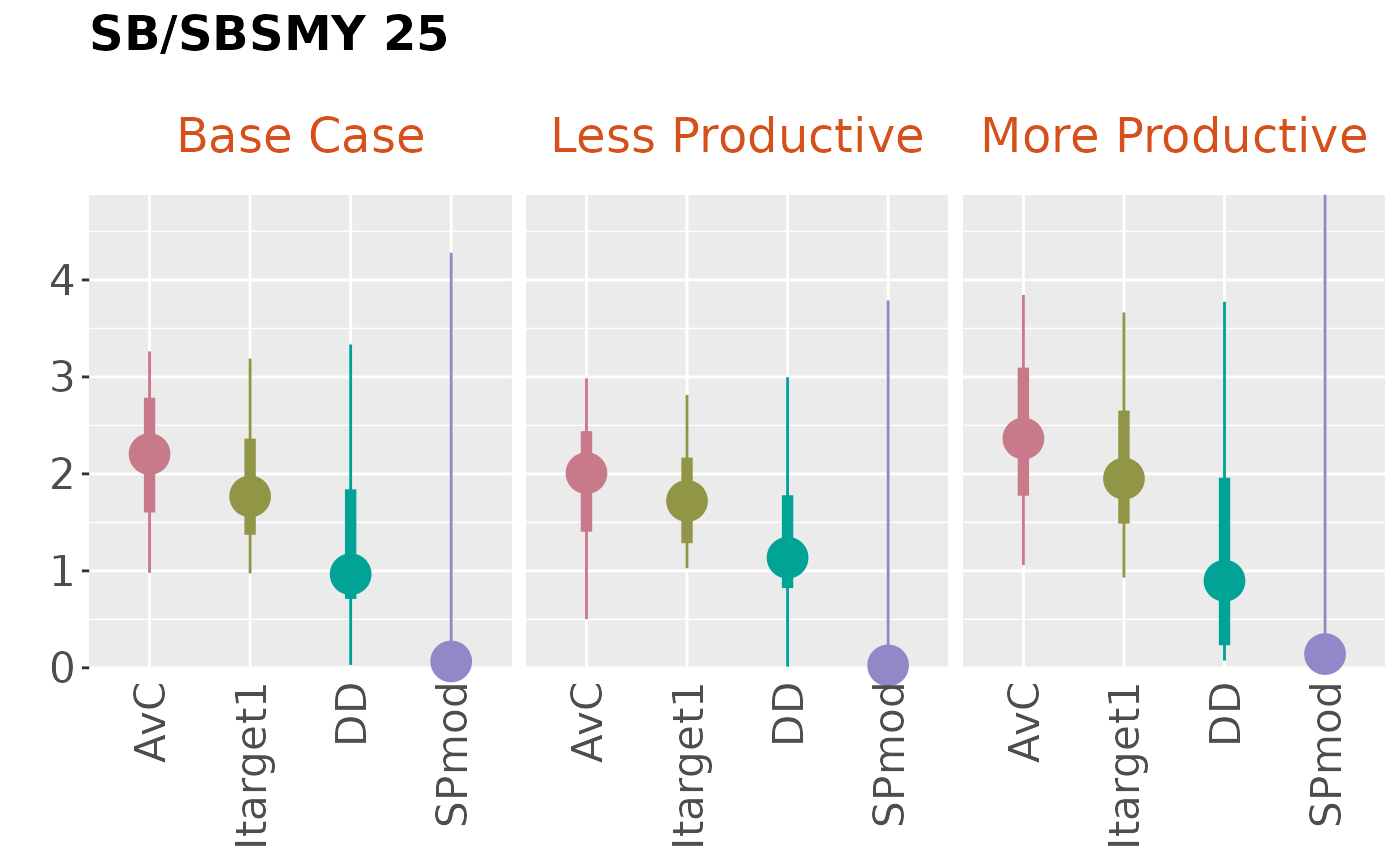 SB/SBSMY 25
Base Case Less Productive More Productive
4
3
2
1
0
AvC Itarget1 DD SPmod AvC Itarget1 DD SPmod AvC Itarget1 DD SPmod